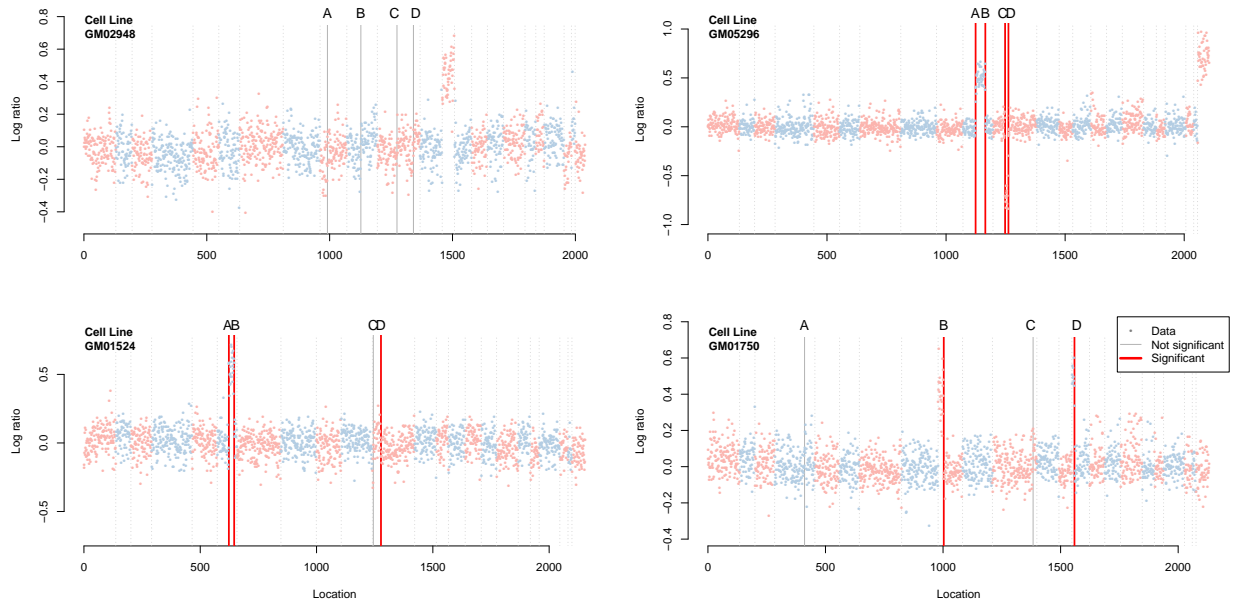 A B C D
Cell Line
GM02948
Log ratio
0.8
0.6
0.4
0.2
0.0
−0.2
−0.4
0 500 1000 1500 2000
A B C D
Cell Line
GM05296
Log ratio
1.0
0.5
0.0
−0.5
−1.0
0 500 1000 1500 2000
A B C D
Cell Line
GM01524
Log ratio
0.5
0.0
−0.5
0 500 1000 1500 2000
Location
A B C D
Cell Line
GM01750
Data
Not significant
Significant
Log ratio
0.8
0.6
0.4
0.2
0.0
−0.2
−0.4
0 500 1000 1500 2000
Location